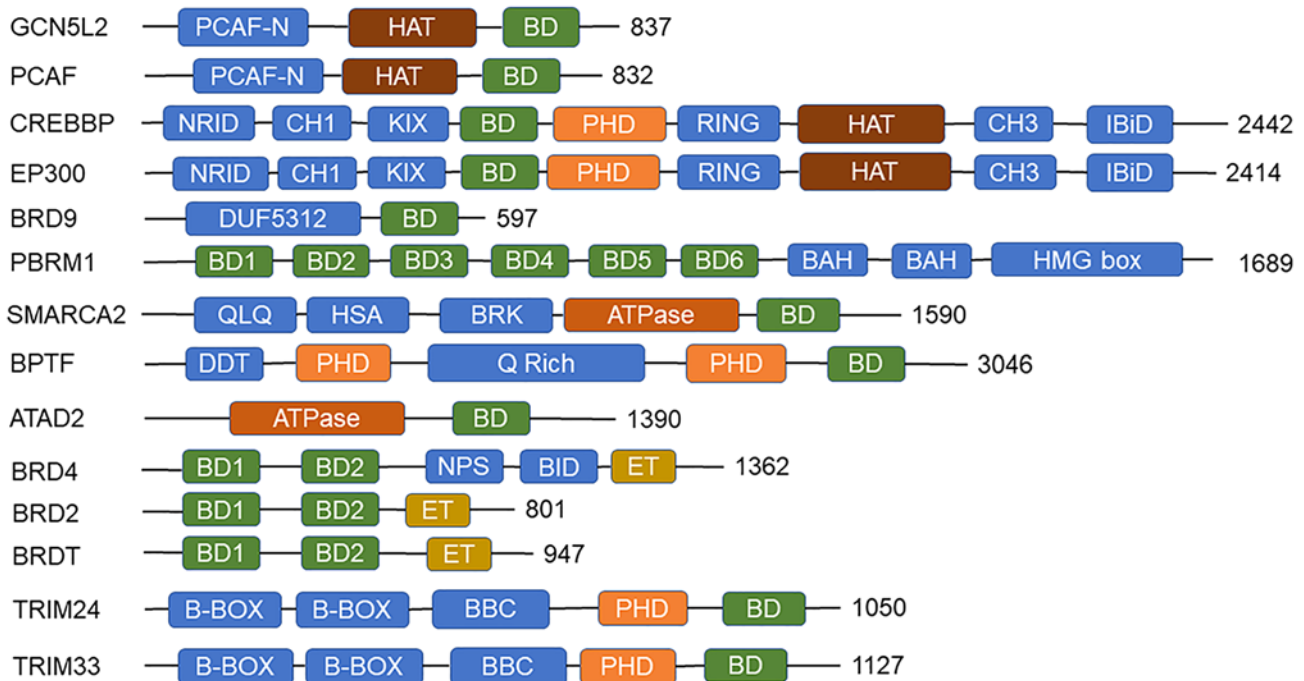 GCN5L2 PCAF-N HAT BD 837
PCAF PCAF-N HAT BD 832
CREBBP NRID CH1 KIX BD PHD RING HAT CH3 IBiD 2442
EP300 NRID CH1 KIX BD PHD RING HAT CH3 IBiD 2414
BRD9 DUF5312 BD 597
PBRM1 BD1 BD2 BD3 BD4 BD5 BD6 BAH BAH HMG box 1689
SMARCA2 QLQ HSA BRK ATPase BD 1590
BPTF DDT PHD Q Rich PHD BD 3046
ATAD2 ATPase BD 1390
BRD4 BD1 BD2 NPS BID ET 1362
BRD2 BD1 BD2 ET 801
BRDT BD1 BD2 ET 947
TRIM24 B-BOX B-BOX BBC PHD BD 1050
TRIM33 B-BOX B-BOX BBC PHD BD 1127